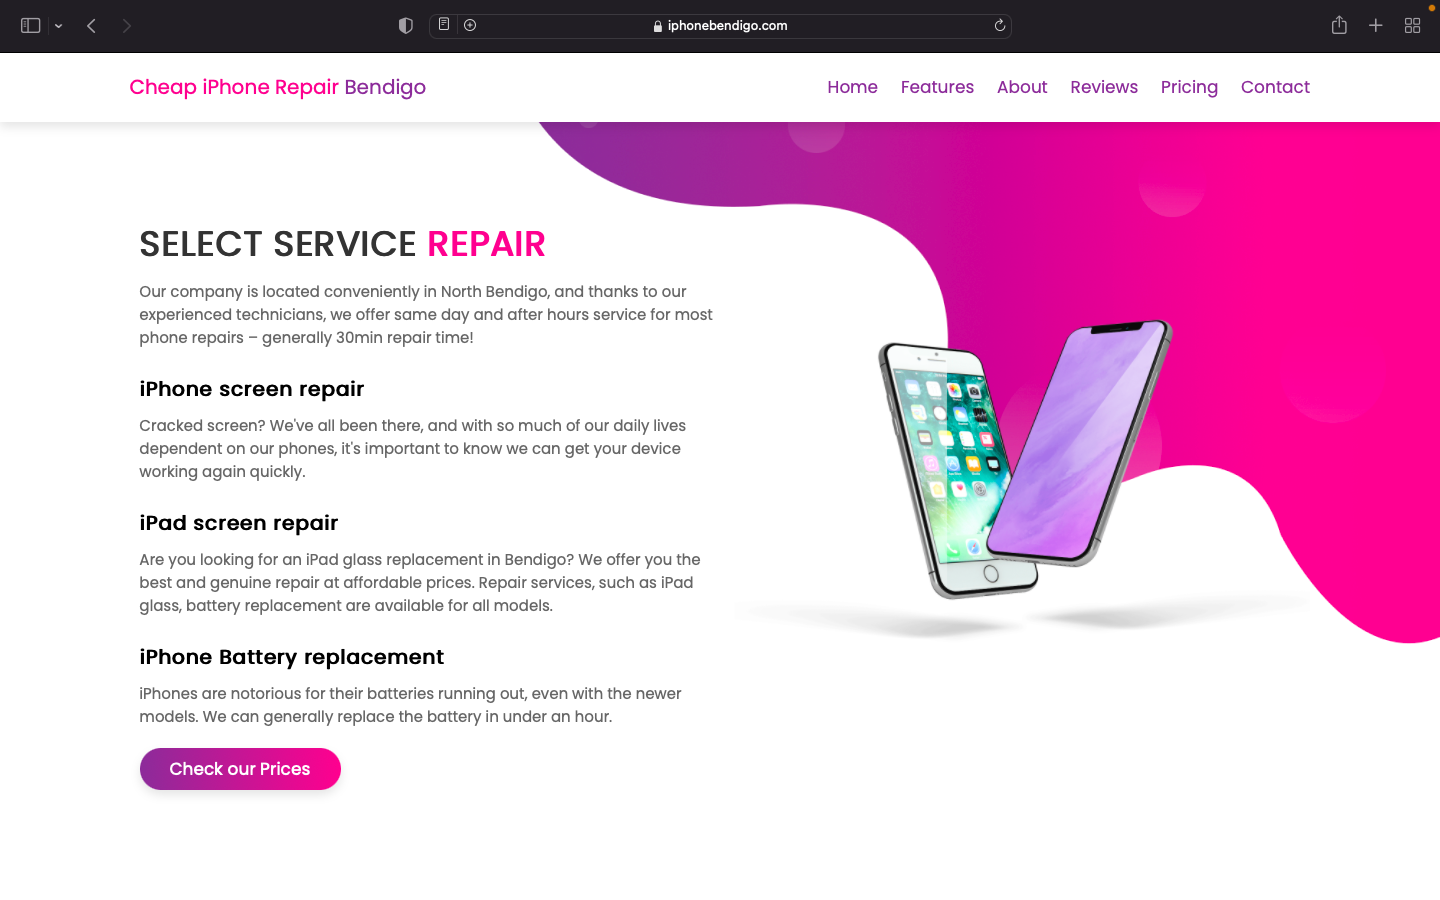 iphonebendigo.com
Cheap iPhone Repair Bendigo
Home Features About Reviews Pricing Contact
SELECT SERVICE REPAIR
Our company is located conveniently in North Bendigo, and thanks to our
experienced technicians, we offer same day and after hours service for most
phone repairs – generally 30min repair time!
iPhone screen repair
Cracked screen? We've all been there, and with so much of our daily lives
dependent on our phones, it's important to know we can get your device
working again quickly.
iPad screen repair
Are you looking for an iPad glass replacement in Bendigo? We offer you the
best and genuine repair at affordable prices. Repair services, such as iPad
glass, battery replacement are available for all models.
iPhone Battery replacement
iPhones are notorious for their batteries running out, even with the newer
models. We can generally replace the battery in under an hour.
Check our Prices